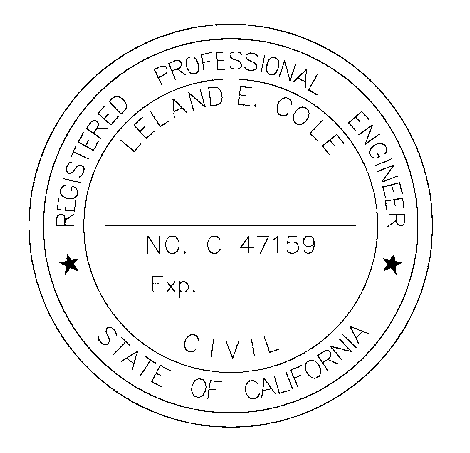 REGISTERED PROFESSIONAL ENGINEER
LELAND E. COLE
NO. C 47159
Exp.
CIVIL
STATE OF CALIFORNIA